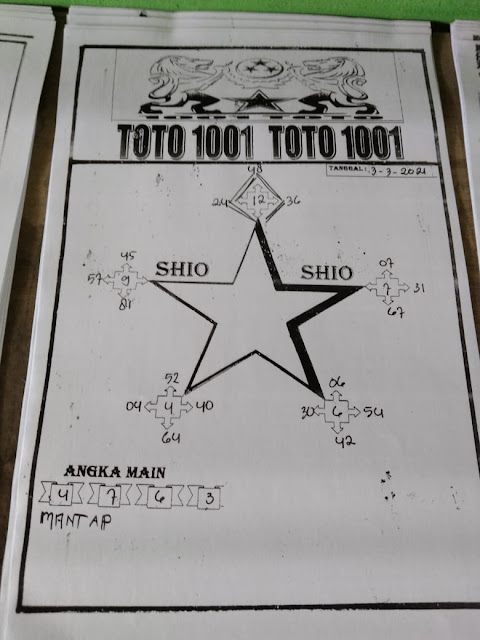 TOTO 1001 TOTO 1001
TANGGAL: 3-3-2021
48
24 12 36
SHIO SHIO
45
57 9
81
07
7 31
67
52
04 4 40
64
06
30 6 54
42
ANGKA MAIN
4 7 6 3
MANTAP